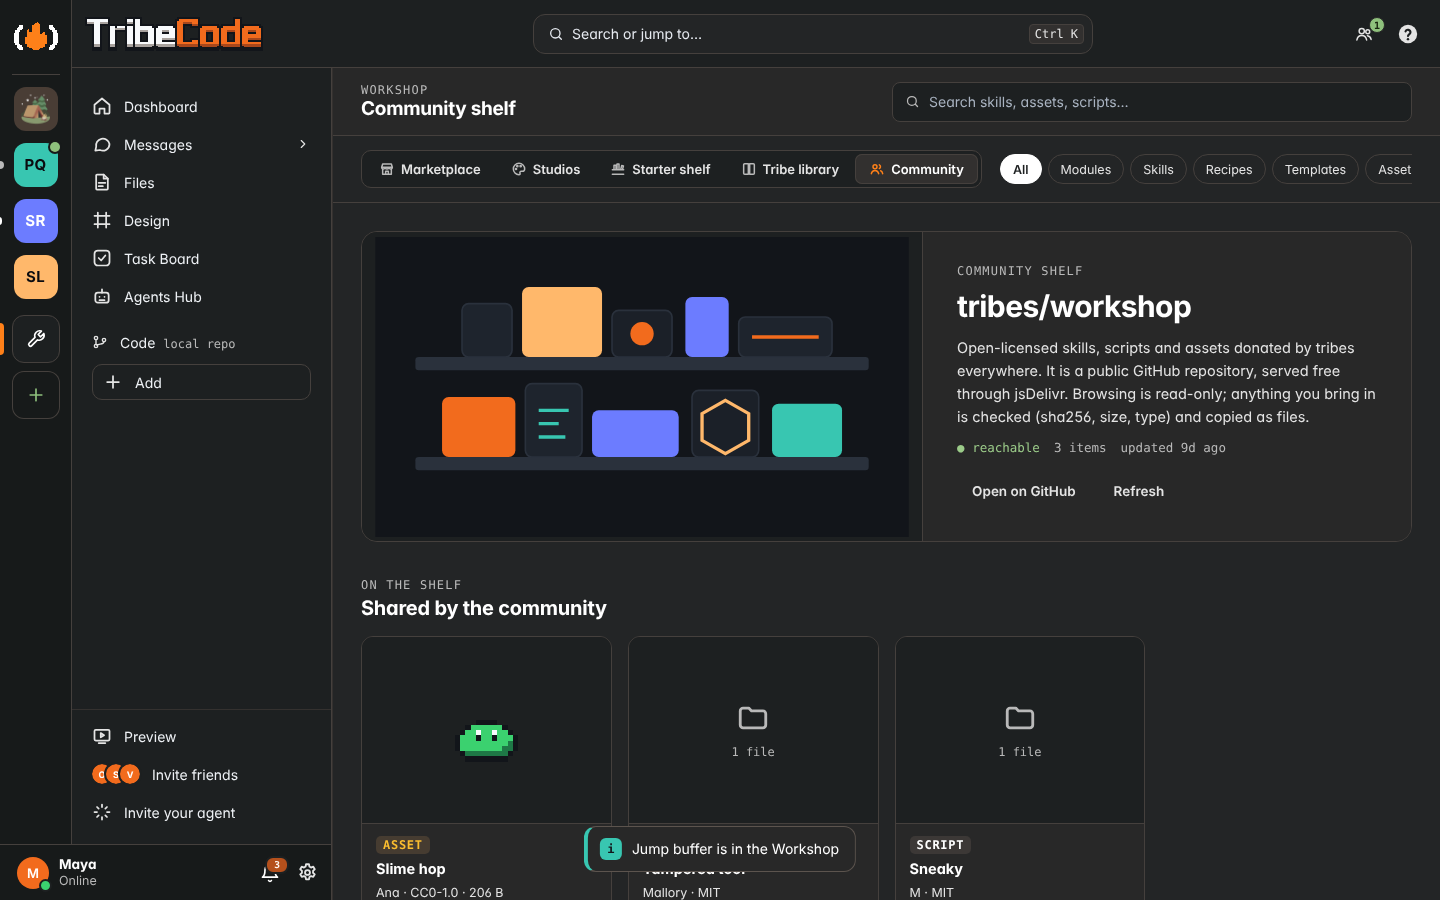 TribeCode
Search or jump to...
Ctrl K
1
PQ
SR
SL
Dashboard
Messages
Files
Design
Task Board
Agents Hub
Code local repo
Add
Preview
Invite friends
Invite your agent
M
Maya
Online
3
WORKSHOP
Community shelf
Search skills, assets, scripts...
Marketplace
Studios
Starter shelf
Tribe library
Community
All
Modules
Skills
Recipes
Templates
Asset
COMMUNITY SHELF
tribes/workshop
Open-licensed skills, scripts and assets donated by tribes
everywhere. It is a public GitHub repository, served free
through jsDelivr. Browsing is read-only; anything you bring in
is checked (sha256, size, type) and copied as files.
reachable 3 items updated 9d ago
Open on GitHub
Refresh
ON THE SHELF
Shared by the community
ASSET
Slime hop
Ana · CC0-1.0 · 206 B
1 file
Mallory · MIT
1 file
SCRIPT
Sneaky
M · MIT
Jump buffer is in the Workshop